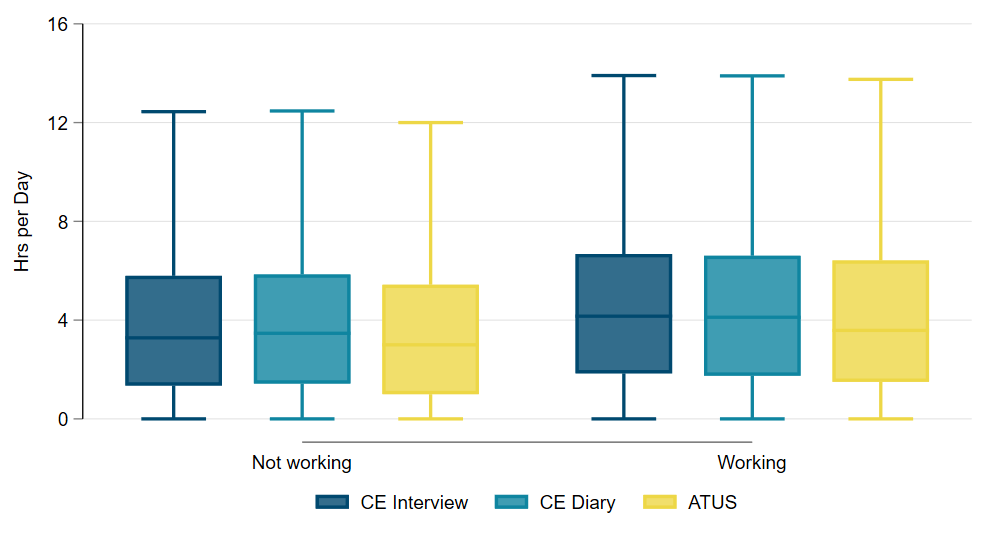 16
12
8
4
0
Hrs per Day
Not working
Working
CE Interview
CE Diary
ATUS